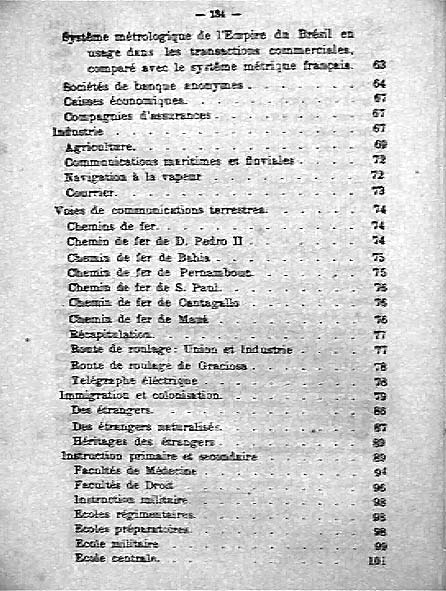 — 134 —
Système métrologique de l'Empire du Brésil en
usage dans les transactions commerciales,
comparé avec le système métrique français. 63
Sociétés de banque anonymes . . . . . . 64
Caisses économiques. . . . . . . . 67
Compagnies d'assurances . . . . . . . 67
Industrie . . . . . . . . . . . 67
Agriculture. . . . . . . . . . . 69
Communications maritimes et fluviales . . . . 72
Navigation à la vapeur . . . . . . . 72
Courrier. . . . . . . . . . . . 73
Voies de communications terrestres. . . . . . 74
Chemins de fer. . . . . . . . . . 74
Chemin de fer de D. Pedro II . . . . . . 74
Chemin de fer de Bahia . . . . . . . 75
Chemin de fer de Pernambouc. . . . . . 75
Chemin de fer de S. Paul. . . . . . . 75
Chemin de fer de Cantagallo . . . . . . 76
Chemin de fer de Mauá . . . . . . . 76
Récapitulation. . . . . . . . . . 77
Route de roulage: União et Industrie . . . . 77
Route de roulage de Graciosa . . . . . . 78
Telégraphe éléctrique . . . . . . . 78
Immigration et colonisation. . . . . . . 79
Des étrangers. . . . . . . . . . 86
Des étrangers naturalisés. . . . . . . 87
Héritages des étrangers . . . . . . . 89
Instruction primaire et secondaire . . . . . 89
Facultés de Médecine . . . . . . . 94
Facultés de Droit . . . . . . . . 96
Instruction militaire . . . . . . . . 98
Ecoles régimentaires. . . . . . . . 98
Ecoles préparatoires. . . . . . . . 98
Ecole militaire . . . . . . . . . 99
Ecole centrale. . . . . . . . . . 101